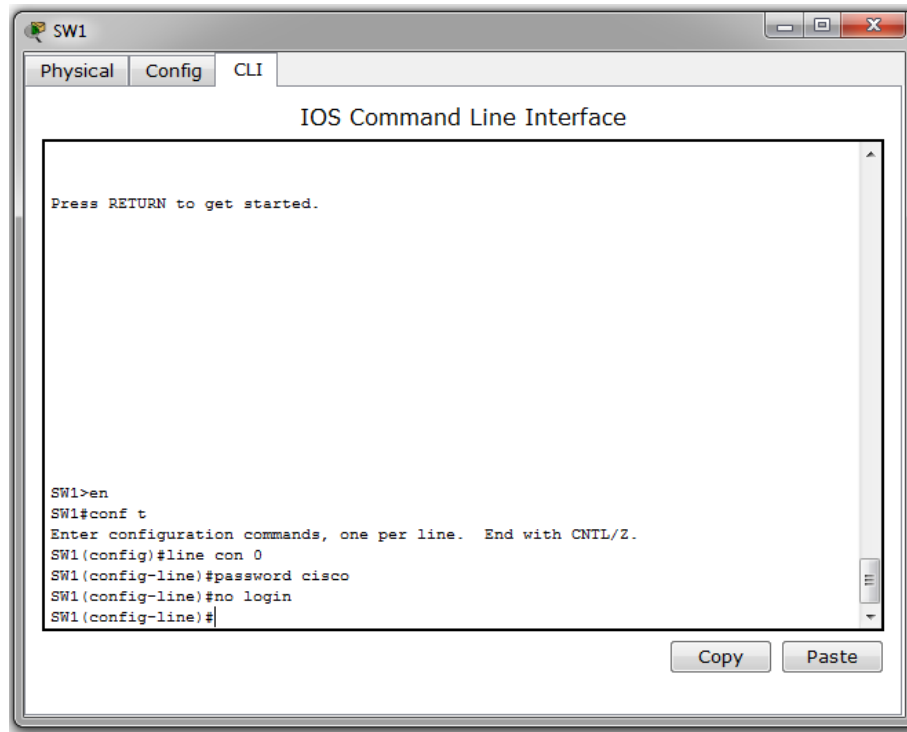 SW1
Physical Config CLI
IOS Command Line Interface
Press RETURN to get started.
SW1>en
SW1#conf t
Enter configuration commands, one per line.  End with CNTL/Z.
SW1(config)#line con 0
SW1(config-line)#password cisco
SW1(config-line)#no login
SW1(config-line)#
Copy Paste